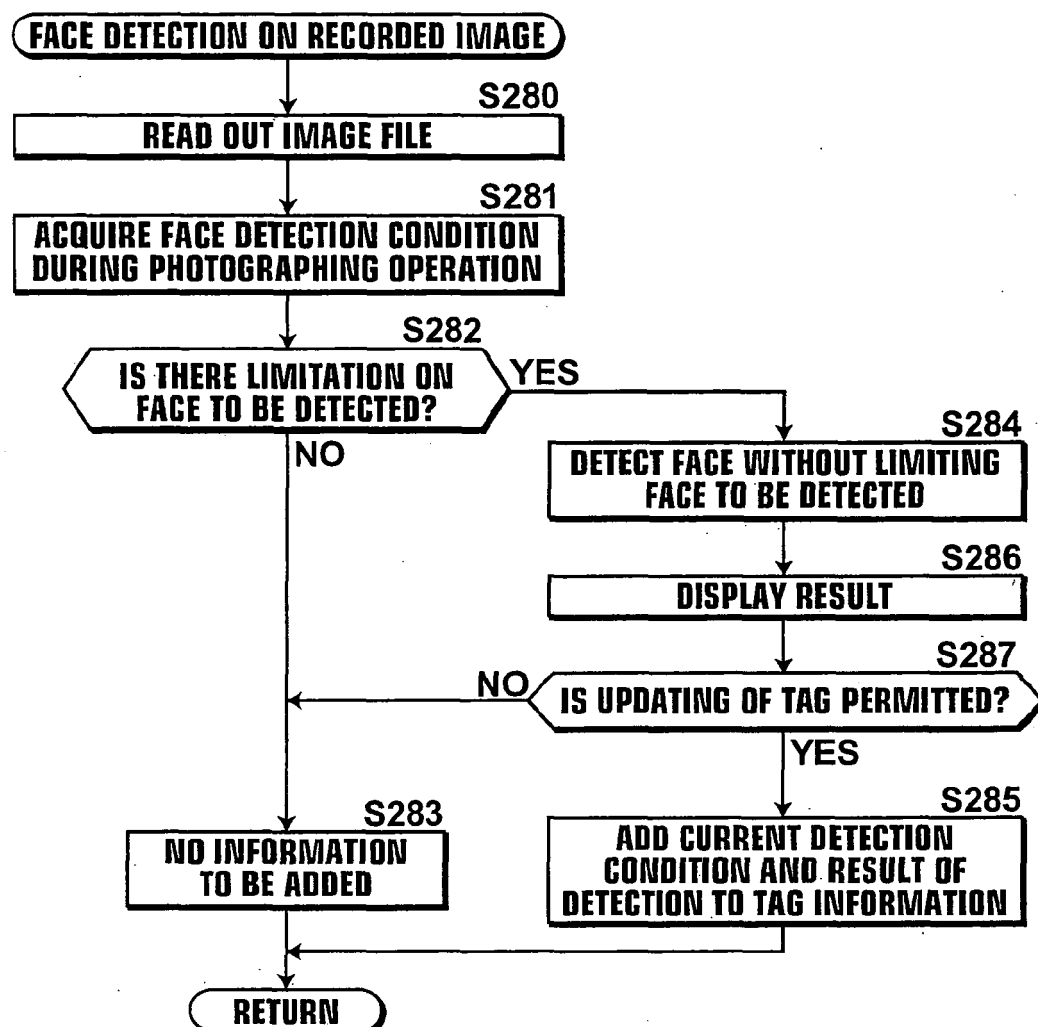 FACE DETECTION ON RECORDED IMAGE
S280
READ OUT IMAGE FILE
S281
ACQUIRE FACE DETECTION CONDITION
DURING PHOTOGRAPHING OPERATION
S282
IS THERE LIMITATION ON
FACE TO BE DETECTED?
YES
NO
S284
DETECT FACE WITHOUT LIMITING
FACE TO BE DETECTED
S286
DISPLAY RESULT
S287
IS UPDATING OF TAG PERMITTED?
NO
YES
S283
NO INFORMATION
TO BE ADDED
S285
ADD CURRENT DETECTION
CONDITION AND RESULT OF
DETECTION TO TAG INFORMATION
RETURN